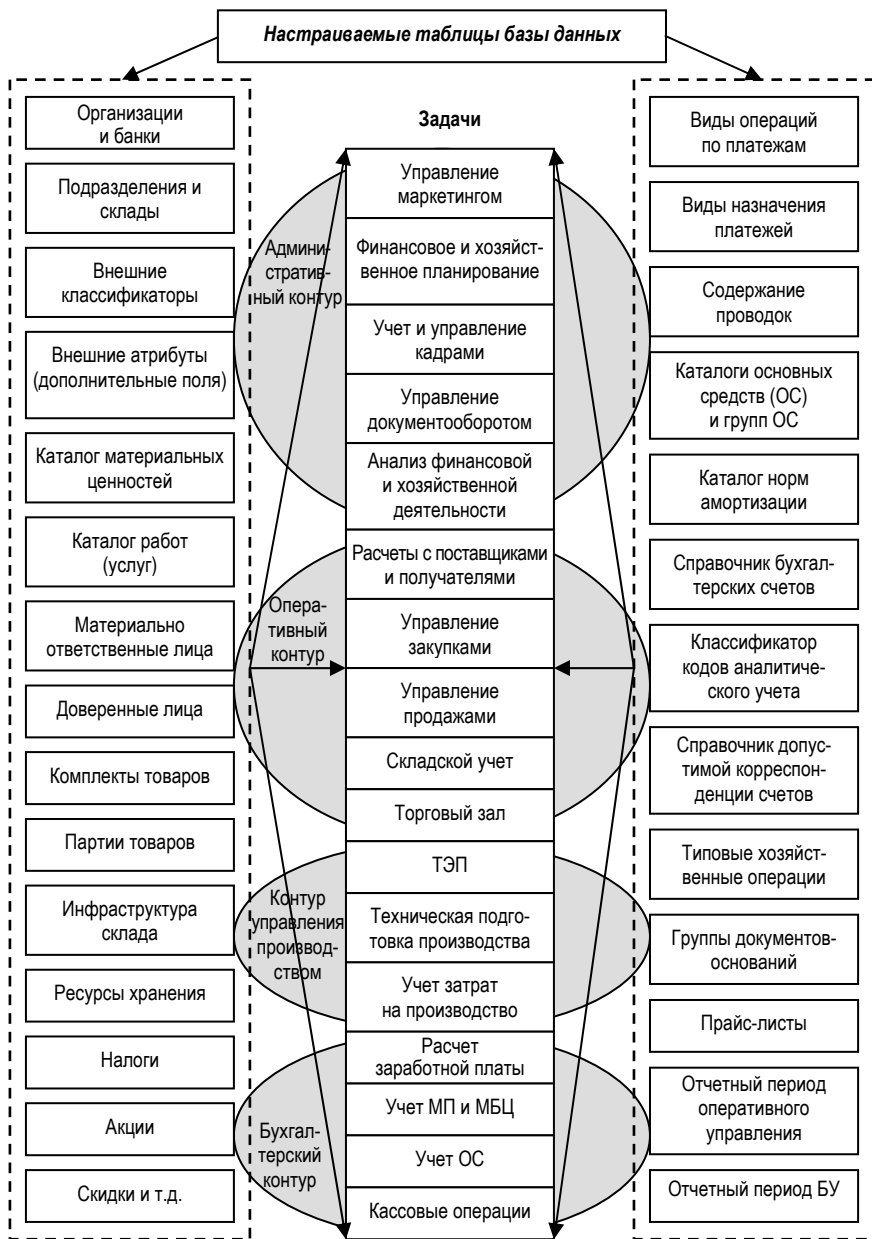 Настраиваемые таблицы базы данных
Организации
и банки
Подразделения и
склады
Внешние
классификаторы
Внешние атрибуты
(дополнительные поля)
Каталог материальных
ценностей
Каталог работ
(услуг)
Материально
ответственные лица
Доверенные лица
Комплекты товаров
Партии товаров
Инфраструктура
склада
Ресурсы хранения
Налоги
Акции
Скидки и т.д.
Админи-
стратив-
ный контур
Опера-
тивный
контур
Контур
управления
производ-
ством
Бухгал-
терский
контур
Задачи
Управление
маркетингом
Финансовое и хозяйст-
венное планирование
Учет и управление
кадрами
Управление
документооборотом
Анализ финансовой
и хозяйственной
деятельности
Расчеты с поставщиками
и получателями
Управление
закупками
Управление
продажами
Складской учет
Торговый зал
ТЭП
Техническая подго-
товка производства
Учет затрат
на производство
Расчет
заработной платы
Учет МП и МБЦ
Учет ОС
Кассовые операции
Виды операций
по платежам
Виды назначения
платежей
Содержание
проводок
Каталоги основных
средств (ОС)
и групп ОС
Каталог норм
амортизации
Справочник бухгал-
терских счетов
Классификатор
кодов аналитиче-
ского учета
Справочник допус-
тимой корреспон-
денции счетов
Типовые хозяйст-
венные операции
Группы документов-
оснований
Прайс-листы
Отчетный период
оперативного
управления
Отчетный период БУ